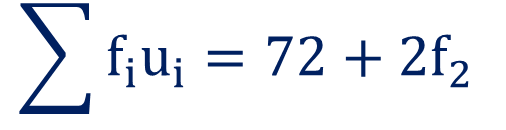 ∑ fᵢuᵢ = 72 + 2f₂